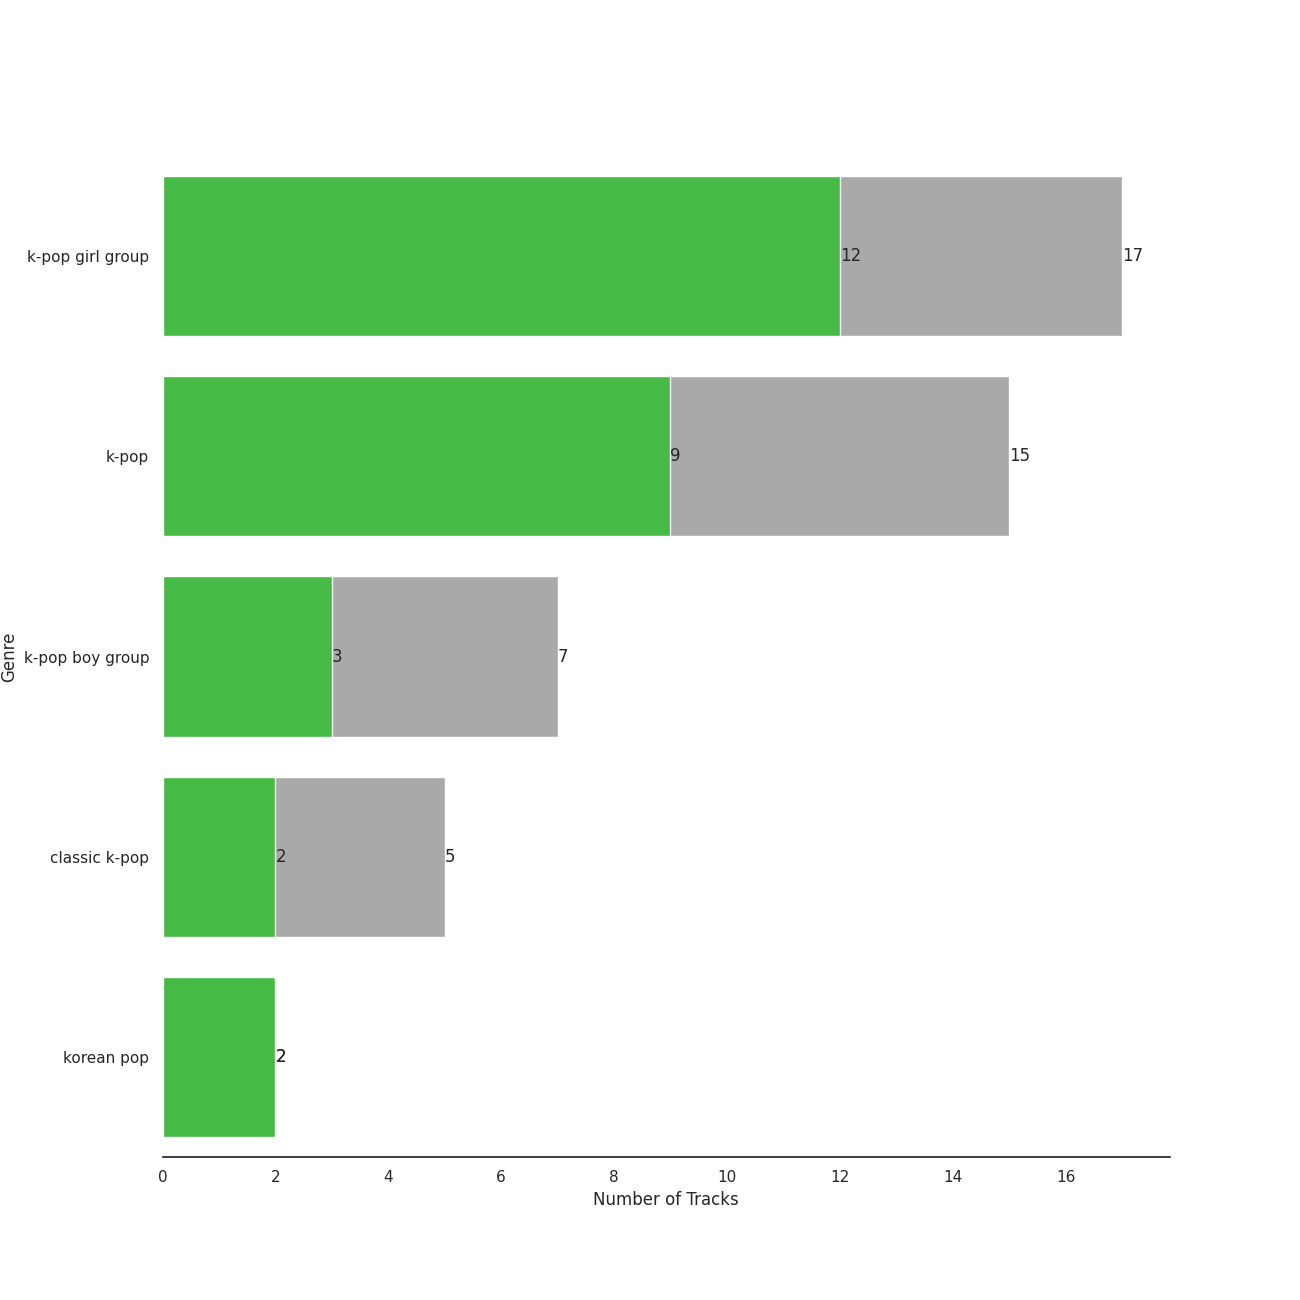 k-pop girl group
12
17
k-pop
9
15
k-pop boy group
3
7
classic k-pop
2
5
korean pop
2
Genre
0 2 4 6 8 10 12 14 16
Number of Tracks